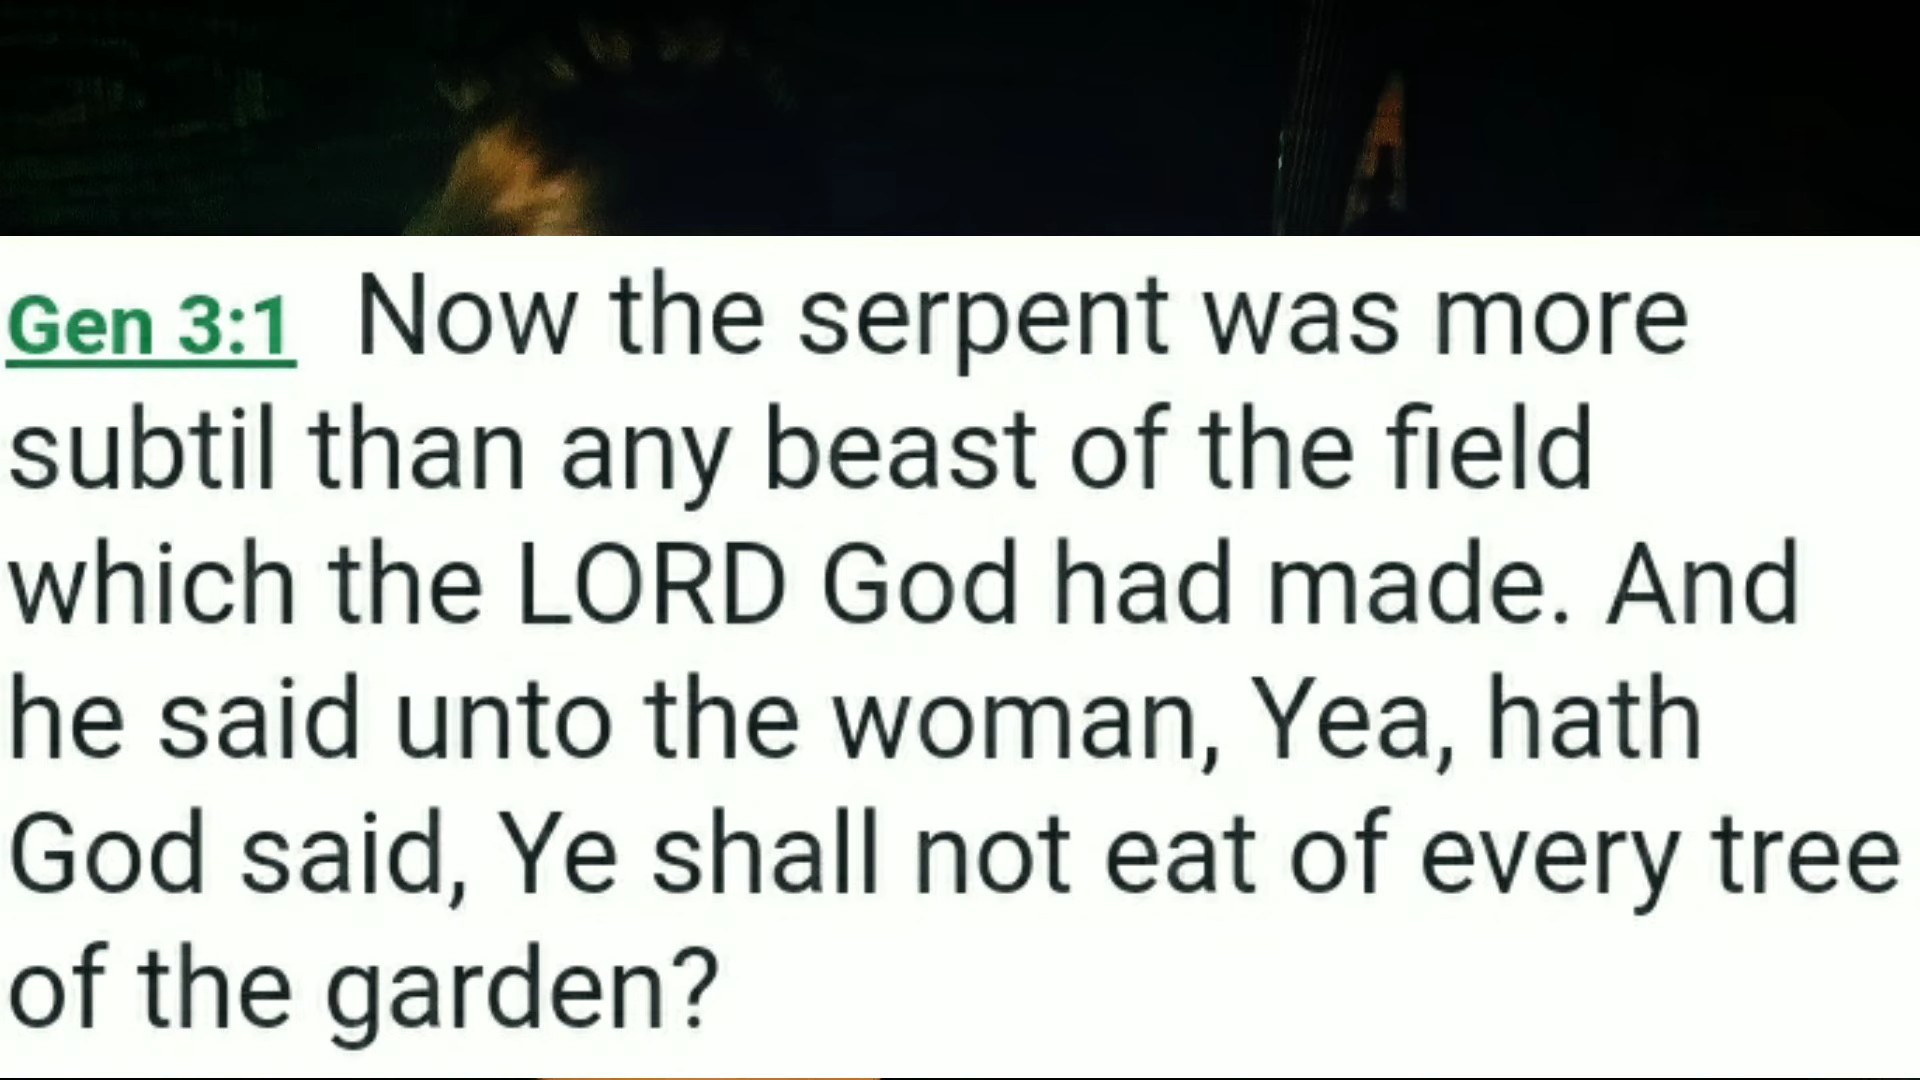 Gen 3:1 Now the serpent was more
subtil than any beast of the field
which the LORD God had made. And
he said unto the woman, Yea, hath
God said, Ye shall not eat of every tree
of the garden?